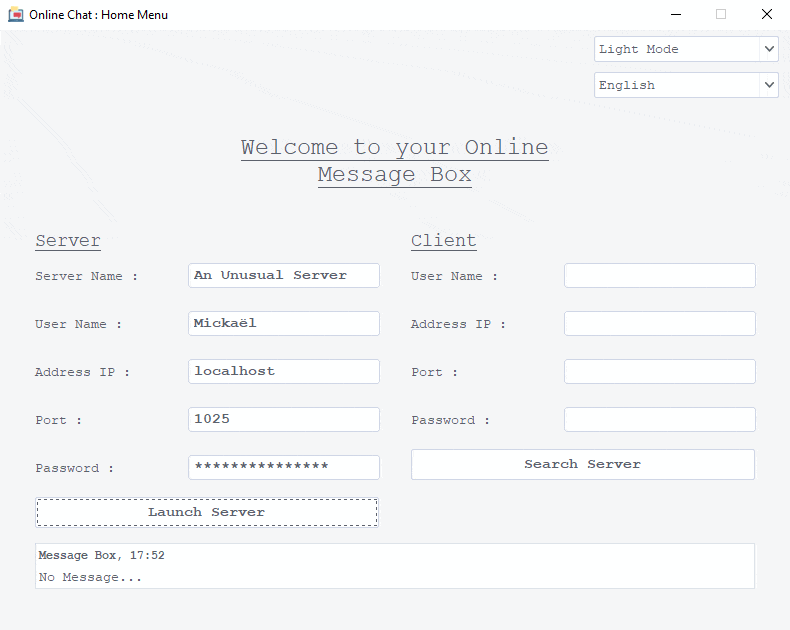 Online Chat : Home Menu
Light Mode
English
Welcome to your Online
Message Box
Server
Server Name : An Unusual Server
User Name : Mickaël
Address IP : localhost
Port : 1025
Password : ***************
Launch Server
Client
User Name :
Address IP :
Port :
Password :
Search Server
Message Box, 17:52
No Message...